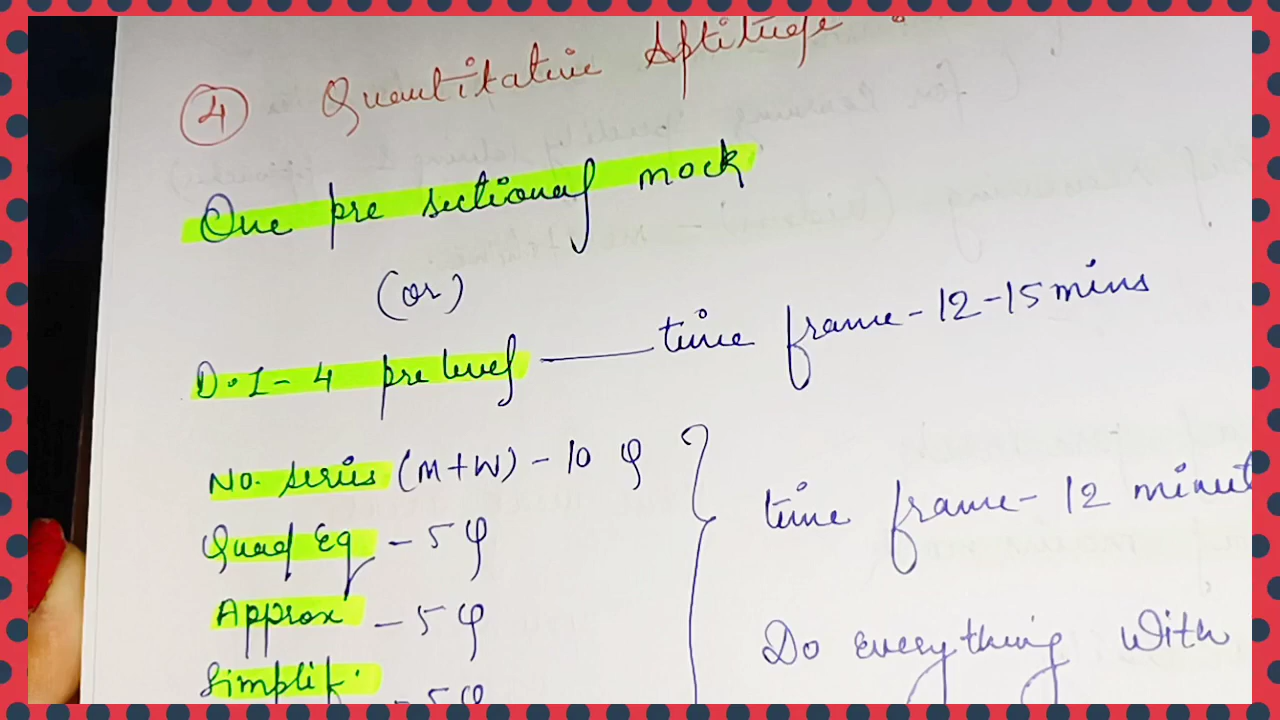 4 Quantitative Aptitude :
One pre sectional mock
(or)
D.I- 4 pre level —— time frame - 12-15 mins
No. series (M+W) - 10 Q
Quad Eq - 5 Q
time frame - 12 minut
Approx - 5 Q
Do everything with
Simplif. - 5 Q